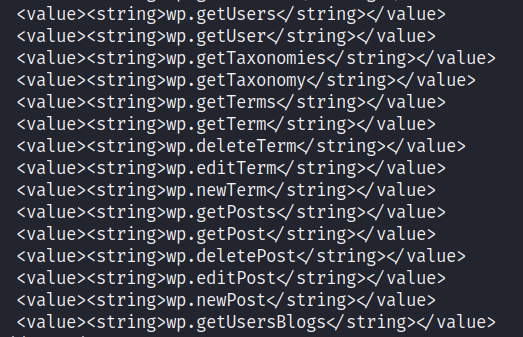 <value><string>wp.getUsers</string></value>
<value><string>wp.getUser</string></value>
<value><string>wp.getTaxonomies</string></value>
<value><string>wp.getTaxonomy</string></value>
<value><string>wp.getTerms</string></value>
<value><string>wp.getTerm</string></value>
<value><string>wp.deleteTerm</string></value>
<value><string>wp.editTerm</string></value>
<value><string>wp.newTerm</string></value>
<value><string>wp.getPosts</string></value>
<value><string>wp.getPost</string></value>
<value><string>wp.deletePost</string></value>
<value><string>wp.editPost</string></value>
<value><string>wp.newPost</string></value>
<value><string>wp.getUsersBlogs</string></value>